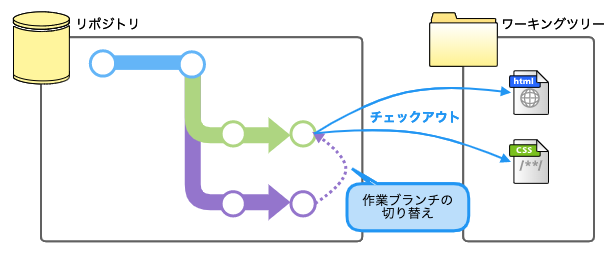 リポジトリ
ワーキングツリー
html
チェックアウト
CSS
/**/
作業ブランチの
切り替え